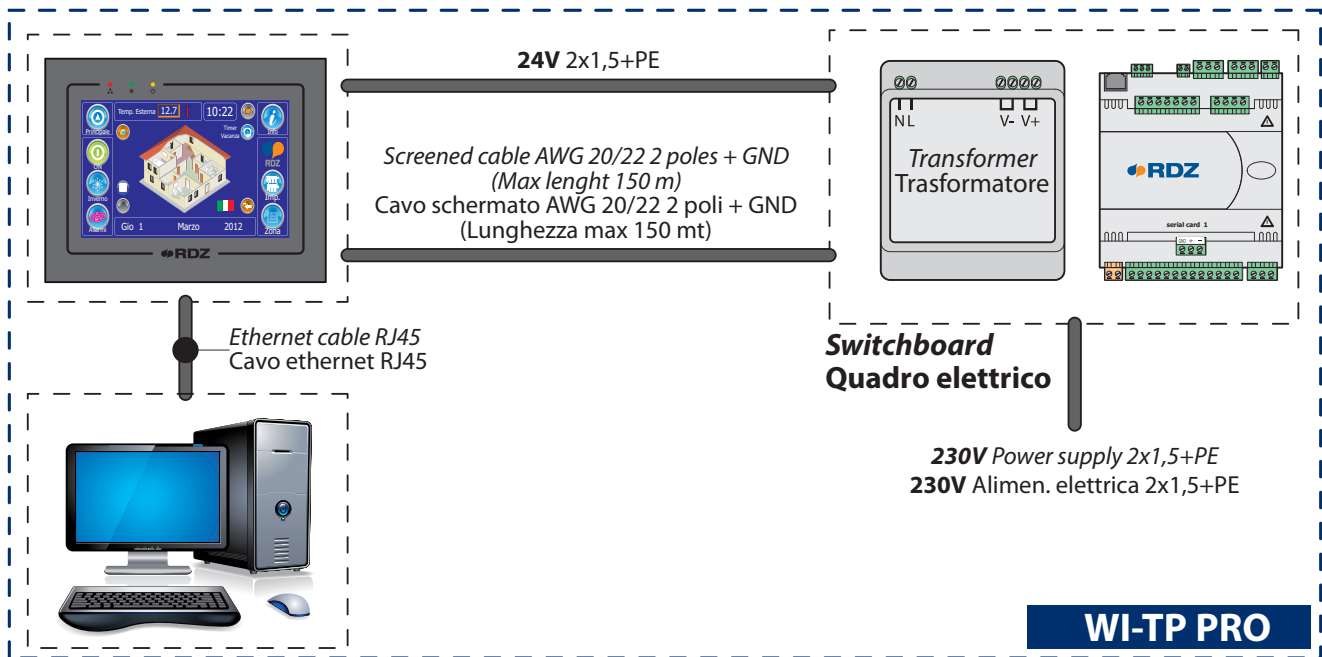 24V 2x1,5+PE
Screened cable AWG 20/22 2 poles + GND
(Max lenght 150 m)
Cavo schermato AWG 20/22 2 poli + GND
(Lunghezza max 150 mt)
Temp. Esterna 12.7 10:22
Principale
Timer
Vacanza
Info
ON
RDZ
Inverno
Imp.
Allarmi
Gio 1 Marzo 2012
Zona
RDZ
N L V- V+
Transformer
Trasformatore
RDZ
serial card 1
Ethernet cable RJ45
Cavo ethernet RJ45
Switchboard
Quadro elettrico
230V Power supply 2x1,5+PE
230V Alimen. elettrica 2x1,5+PE
WI-TP PRO